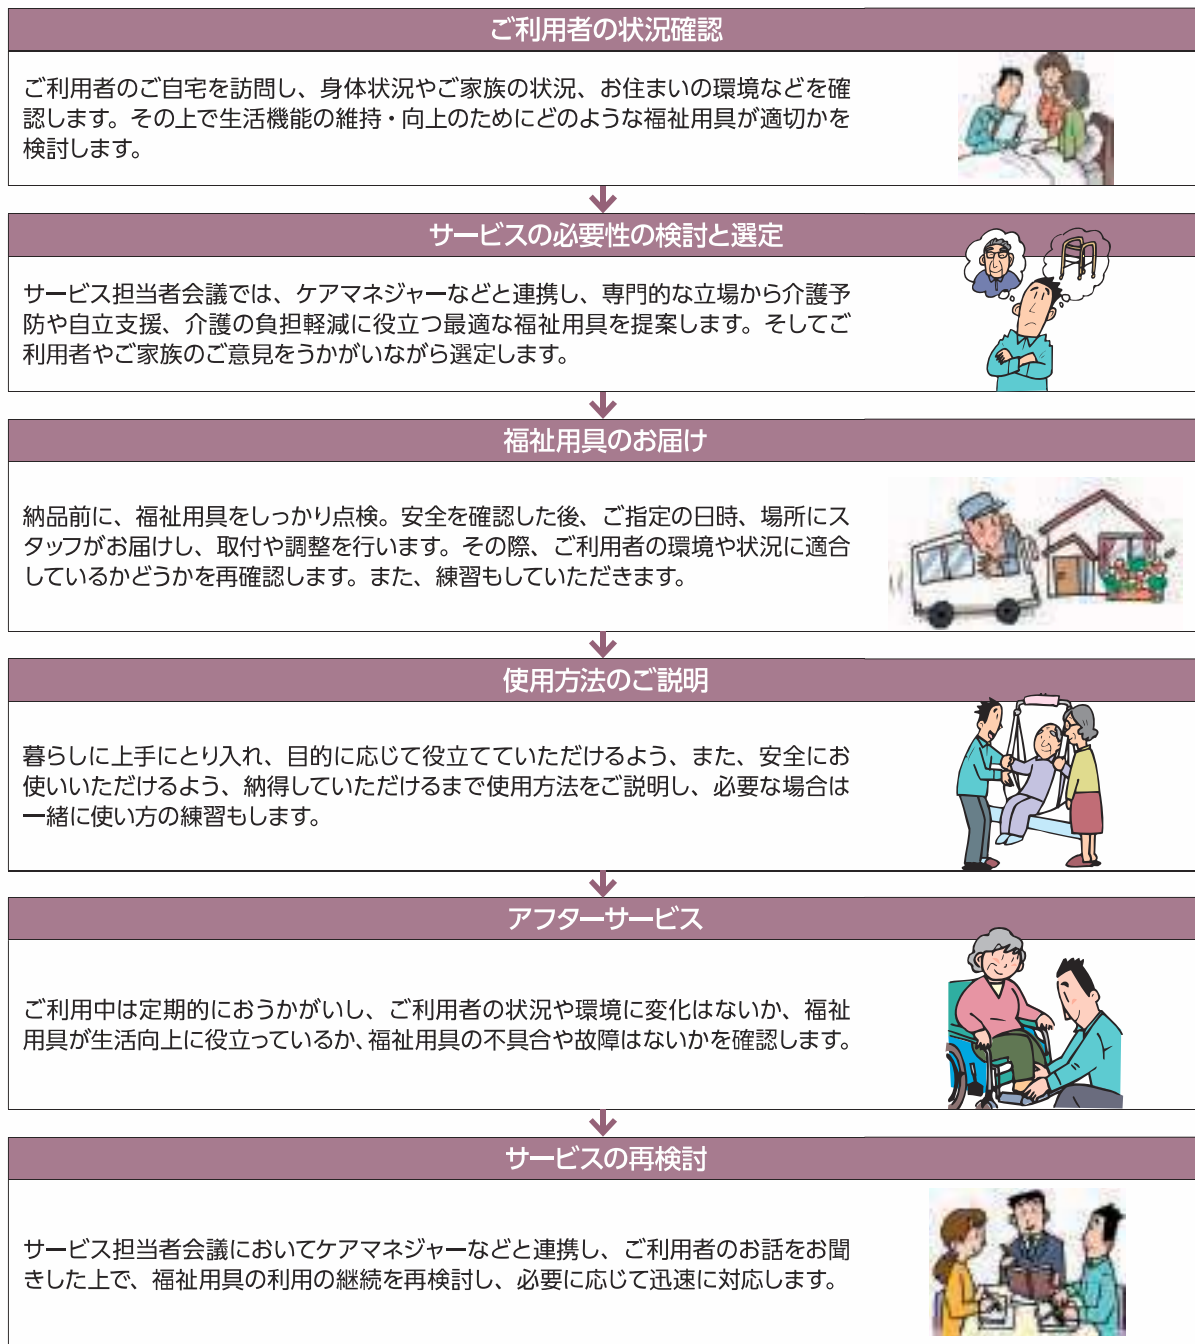 ご利用者の状況確認
ご利用者のご自宅を訪問し、身体状況やご家族の状況、お住まいの環境などを確
認します。その上で生活機能の維持・向上のためにどのような福祉用具が適切かを
検討します。
サービスの必要性の検討と選定
サービス担当者会議では、ケアマネジャーなどと連携し、専門的な立場から介護予
防や自立支援、介護の負担軽減に役立つ最適な福祉用具を提案します。そしてご
利用者やご家族のご意見をうかがいながら選定します。
福祉用具のお届け
納品前に、福祉用具をしっかり点検。安全を確認した後、ご指定の日時、場所にス
タッフがお届けし、取付や調整を行います。その際、ご利用者の環境や状況に適合
しているかどうかを再確認します。また、練習もしていただきます。
使用方法のご説明
暮らしに上手にとり入れ、目的に応じて役立てていただけるよう、また、安全にお
使いいただけるよう、納得していただけるまで使用方法をご説明し、必要な場合は
一緒に使い方の練習もします。
アフターサービス
ご利用中は定期的におうかがいし、ご利用者の状況や環境に変化はないか、福祉
用具が生活向上に役立っているか、福祉用具の不具合や故障はないかを確認します。
サービスの再検討
サービス担当者会議においてケアマネジャーなどと連携し、ご利用者のお話をお聞
きした上で、福祉用具の利用の継続を再検討し、必要に応じて迅速に対応します。